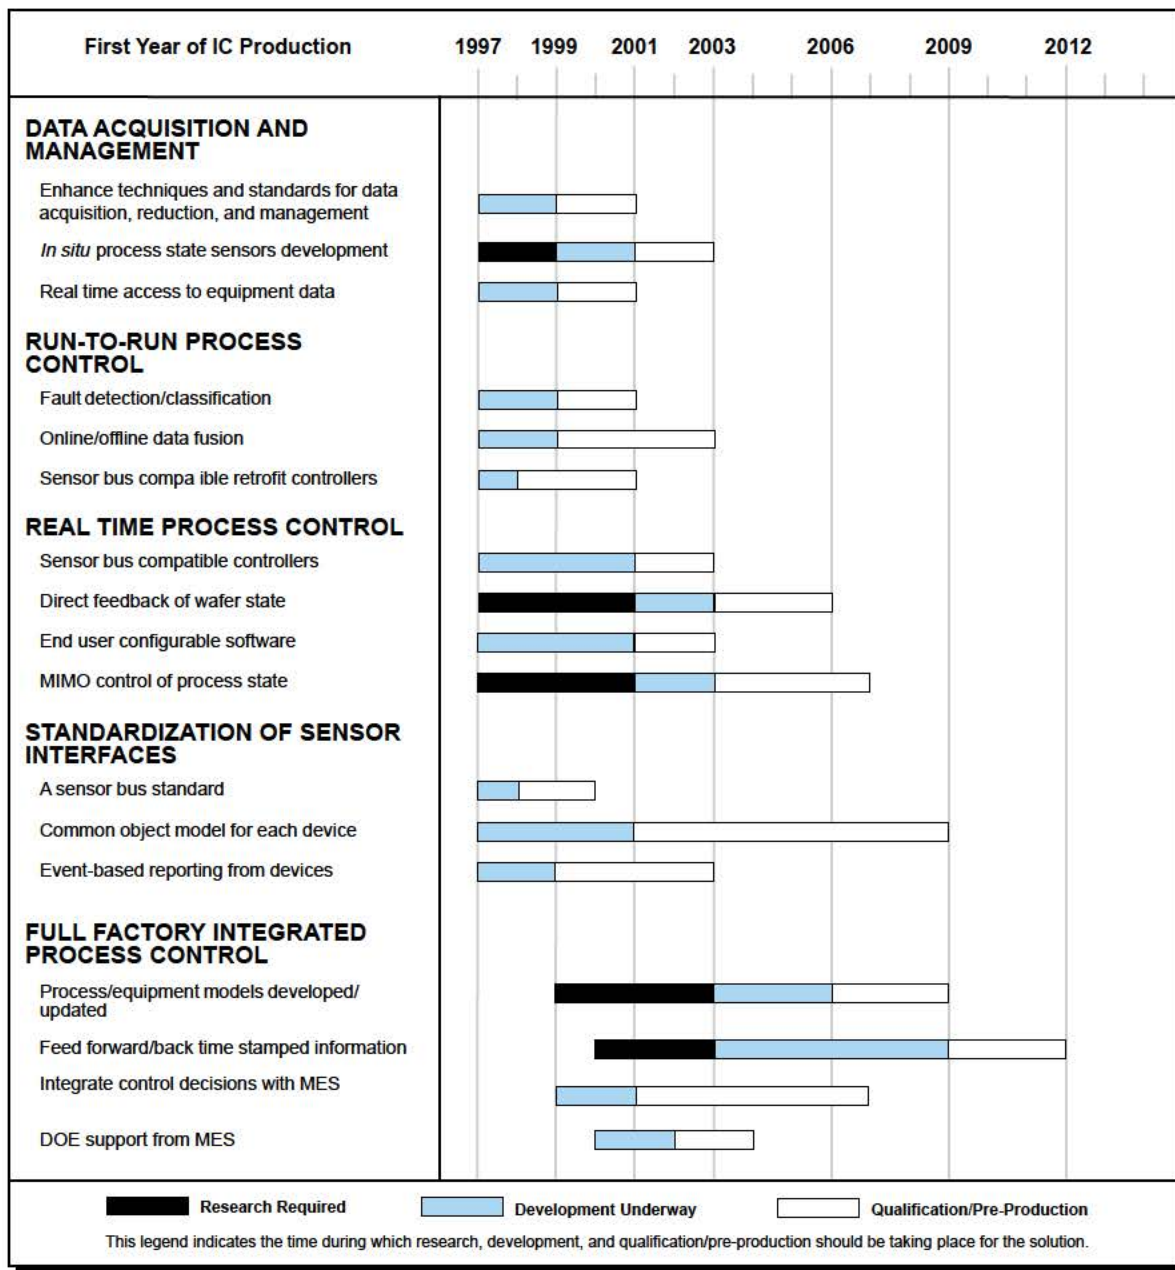 First Year of IC Production 1997 1999 2001 2003 2006 2009 2012
DATA ACQUISITION AND
MANAGEMENT
Enhance techniques and standards for data
acquisition, reduction, and management
In situ process state sensors development
Real time access to equipment data
RUN-TO-RUN PROCESS
CONTROL
Fault detection/classification
Online/offline data fusion
Sensor bus compa ible retrofit controllers
REAL TIME PROCESS CONTROL
Sensor bus compatible controllers
Direct feedback of wafer state
End user configurable software
MIMO control of process state
STANDARDIZATION OF SENSOR
INTERFACES
A sensor bus standard
Common object model for each device
Event-based reporting from devices
FULL FACTORY INTEGRATED
PROCESS CONTROL
Process/equipment models developed/
updated
Feed forward/back time stamped information
Integrate control decisions with MES
DOE support from MES
Research Required Development Underway Qualification/Pre-Production
This legend indicates the time during which research, development, and qualification/pre-production should be taking place for the solution.